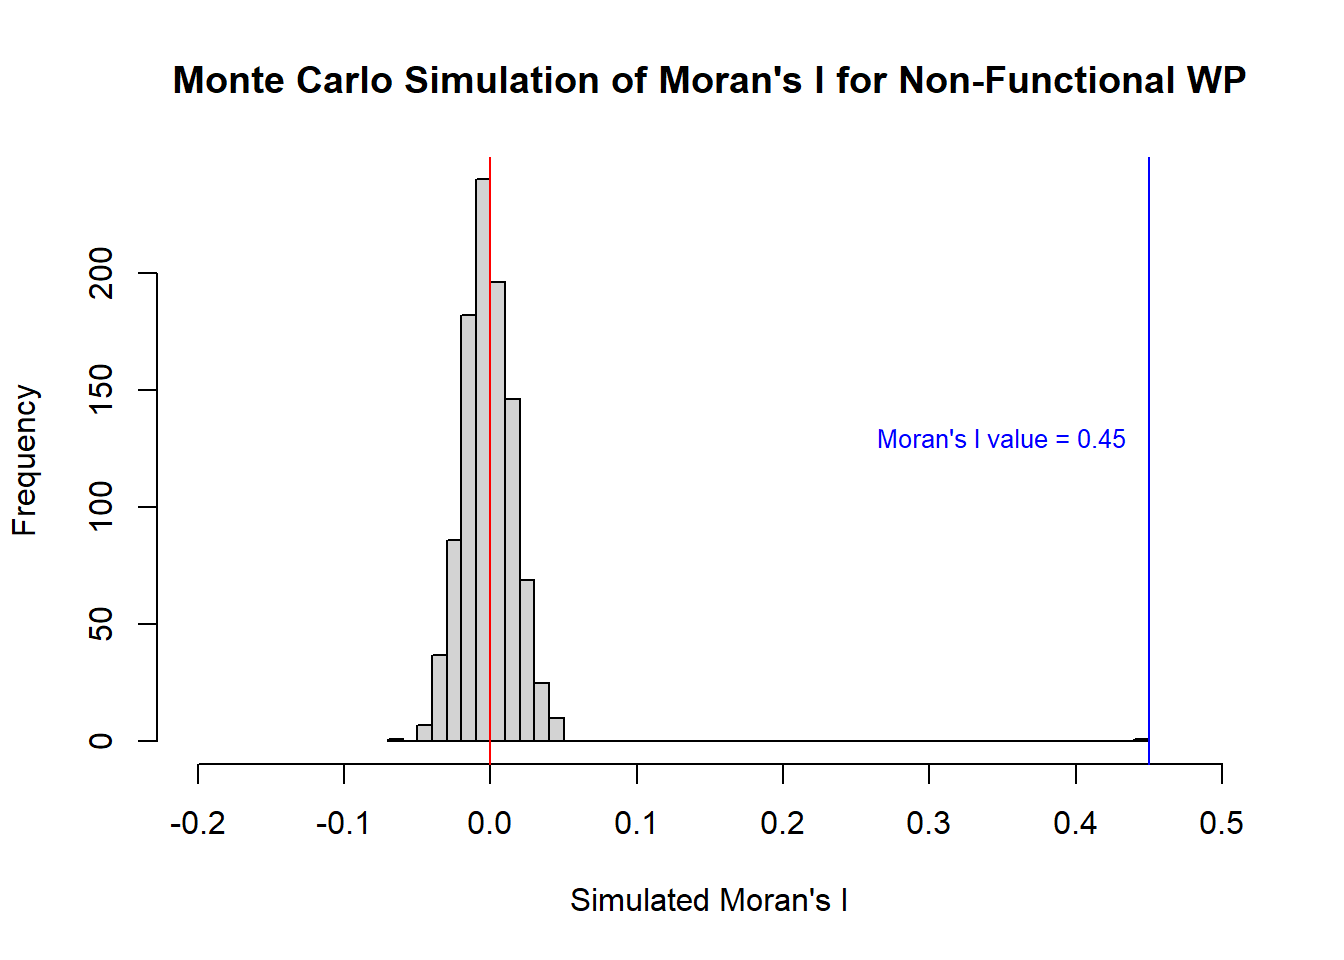 Monte Carlo Simulation of Moran's I for Non-Functional WP
200
150
100
50
0
Frequency
Moran's I value = 0.45
-0.2 -0.1 0.0 0.1 0.2 0.3 0.4 0.5
Simulated Moran's I